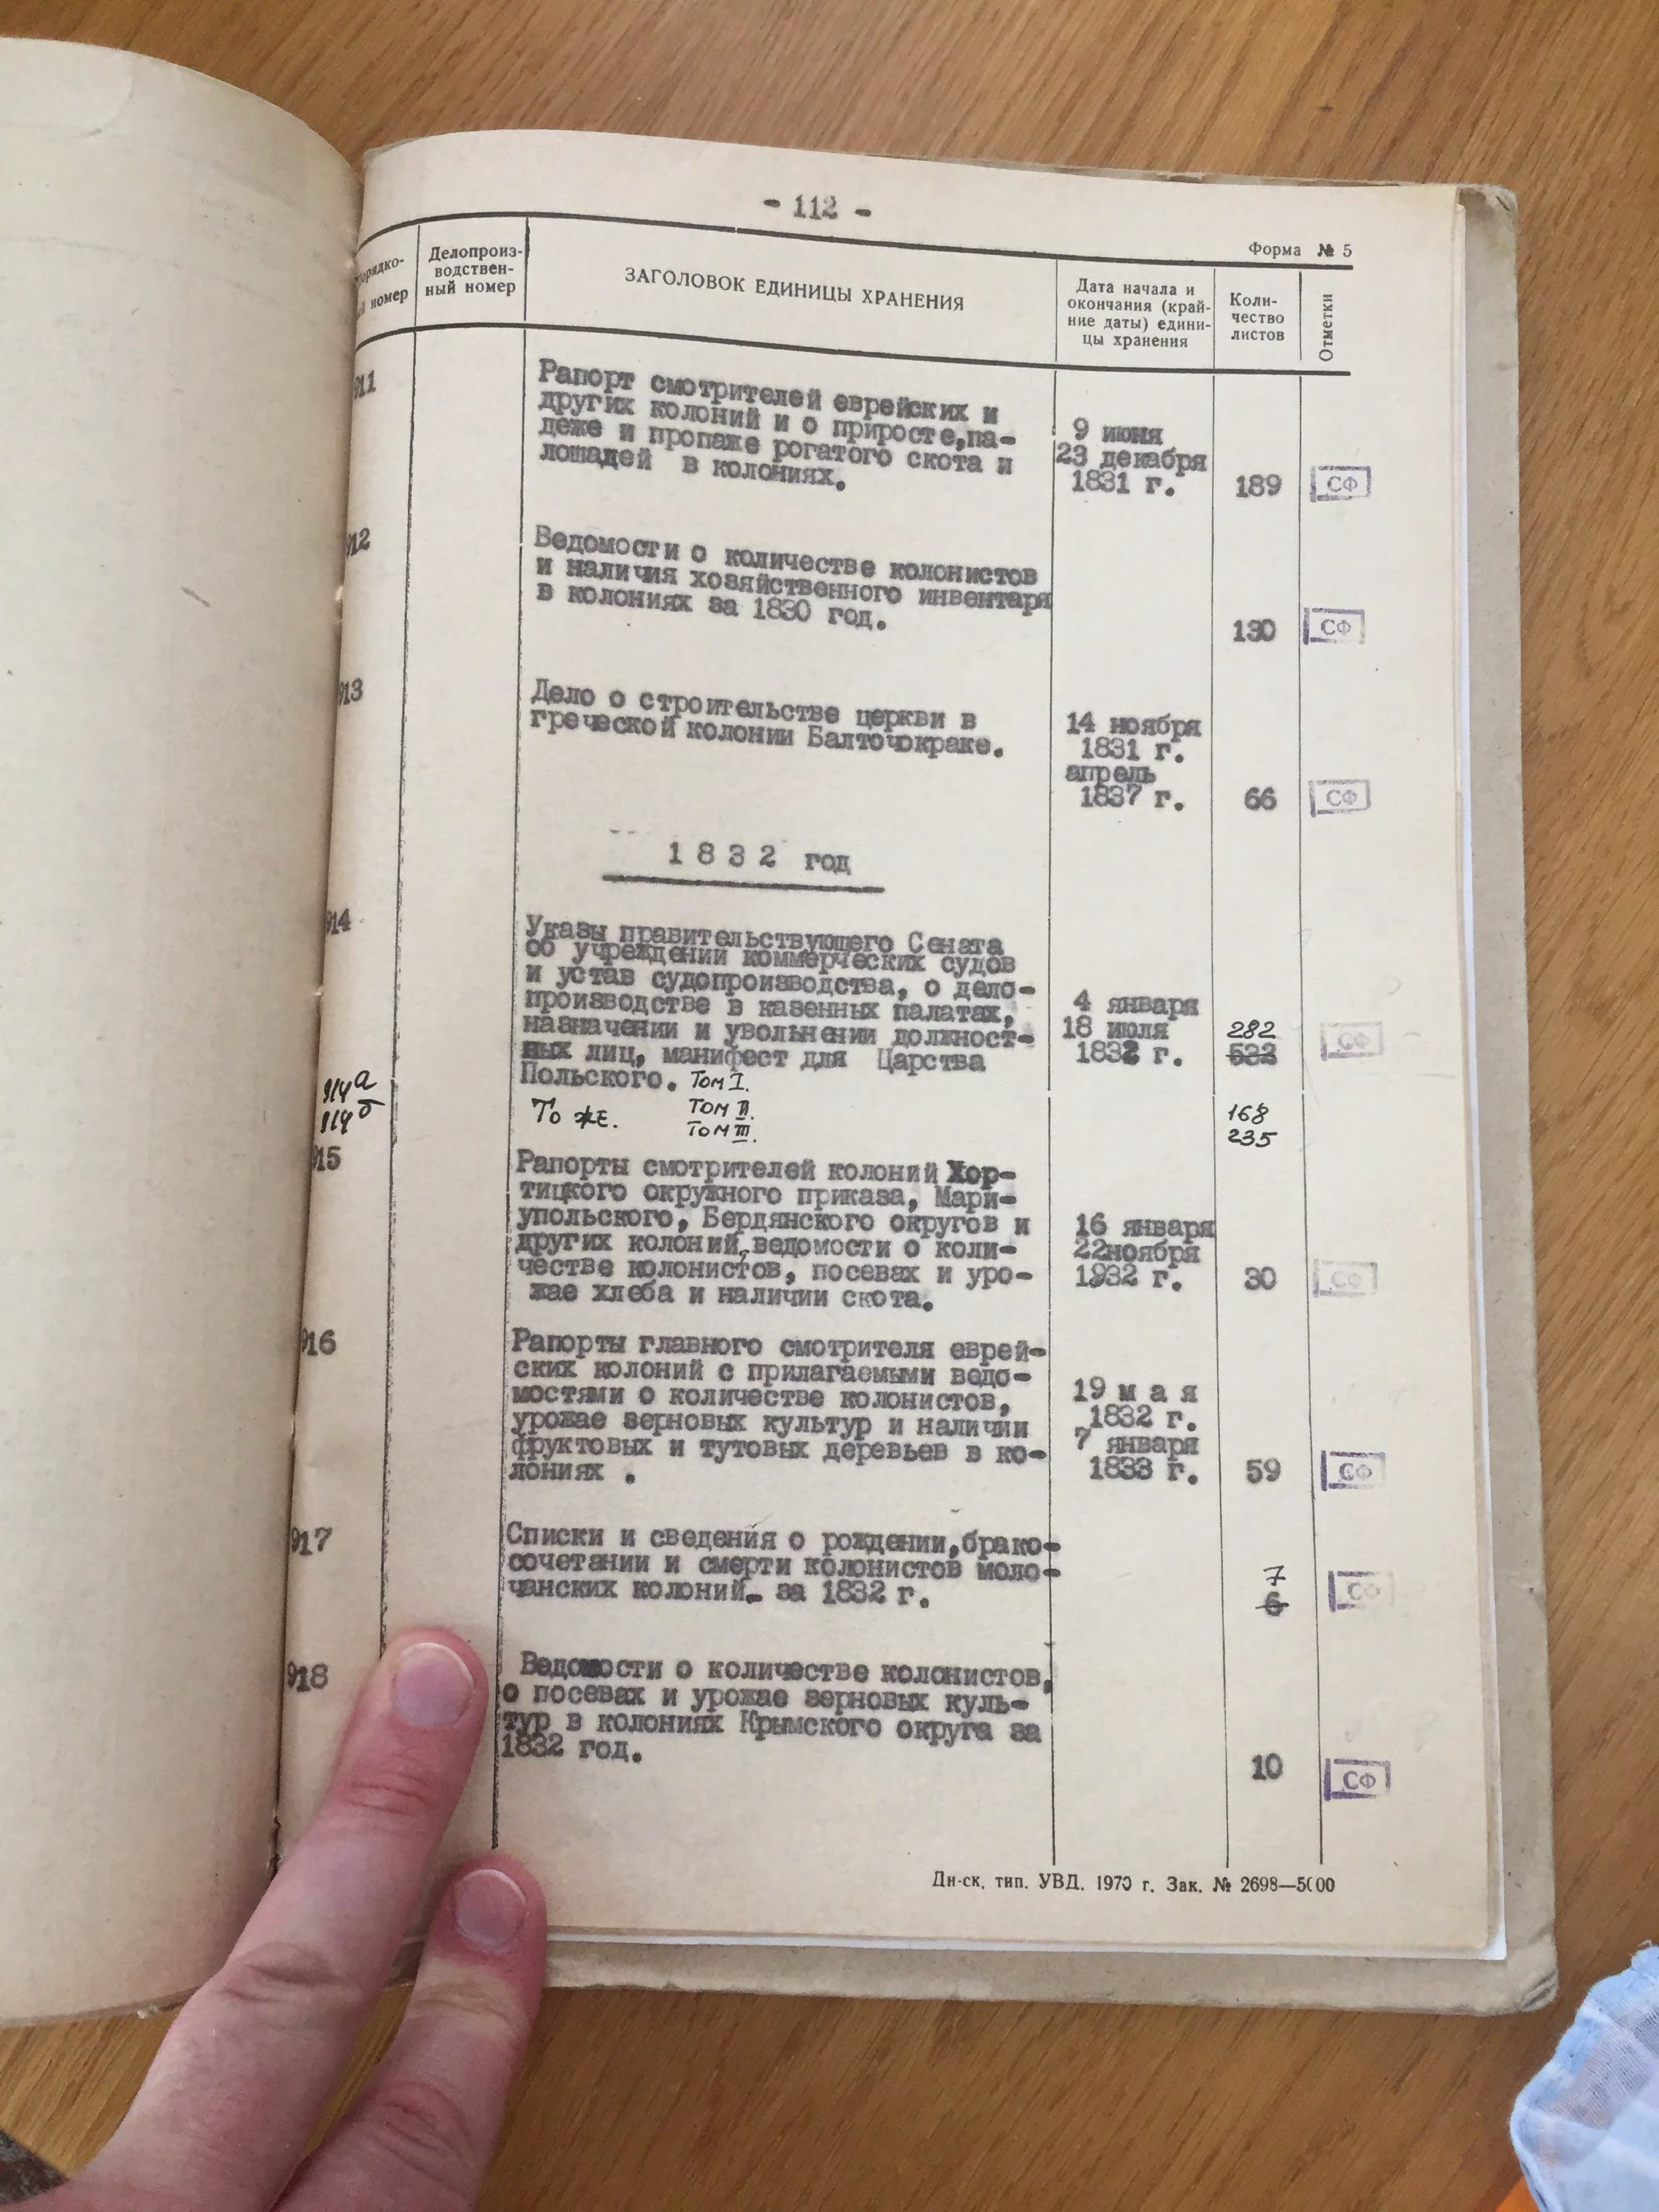 - 112 -
Форма № 5
порядко-
номер
Делопроиз-
водствен-
ный номер
ЗАГОЛОВОК ЕДИНИЦЫ ХРАНЕНИЯ
Дата начала и
окончания (край-
ние даты) едини-
цы хранения
Коли-
чество
листов
Отметки
911
Рапорт смотрителей еврейских и
других колоний и о приросте,па-
деже и пропаже рогатого скота и
лошадей в колониях.
9 июня
23 декабря
1831 г.
189
СФ
912
Ведомости о количестве колонистов
и наличия хозяйственного инвентаря
в колониях за 1830 год.
130
СФ
913
Дело о строительстве церкви в
греческой колонии Балточокраке.
14 ноября
1831 г.
апрель
1837 г.
66
СФ
1832 год
914
Указы правительствующего Сената
об учреждении коммерческих судов
и устав судопроизводства, о дело-
производстве в казенных палатах,
назначении и увольнении должност-
ных лиц, манифест для Царства
Польского. Том I.
4 января
18 июля
1832 г.
282
532
СФ
914а
914б
То же. Том II.
Том III.
168
235
915
Рапорты смотрителей колоний Хор-
тицкого окружного приказа, Мари-
упольского, Бердянского округов и
других колоний,ведомости о коли-
честве колонистов, посевах и уро-
жае хлеба и наличии скота.
16 января
22ноября
1932 г.
30
СФ
916
Рапорты главного смотрителя еврей-
ских колоний с прилагаемыми ведо-
мостями о количестве колонистов,
урожае зерновых культур и наличии
фруктовых и тутовых деревьев в ко-
лониях .
19 м а я
1832 г.
7 января
1833 г.
59
СФ
917
Списки и сведения о рождении,брако-
сочетании и смерти колонистов моло-
чанских колоний. за 1832 г.
7
6
СФ
918
Ведомости о количестве колонистов,
о посевах и урожае зерновых куль-
тур в колониях Крымского округа за
1832 год.
10
СФ
Дн-ск. тип. УВД. 1970 г. Зак. № 2698—5000